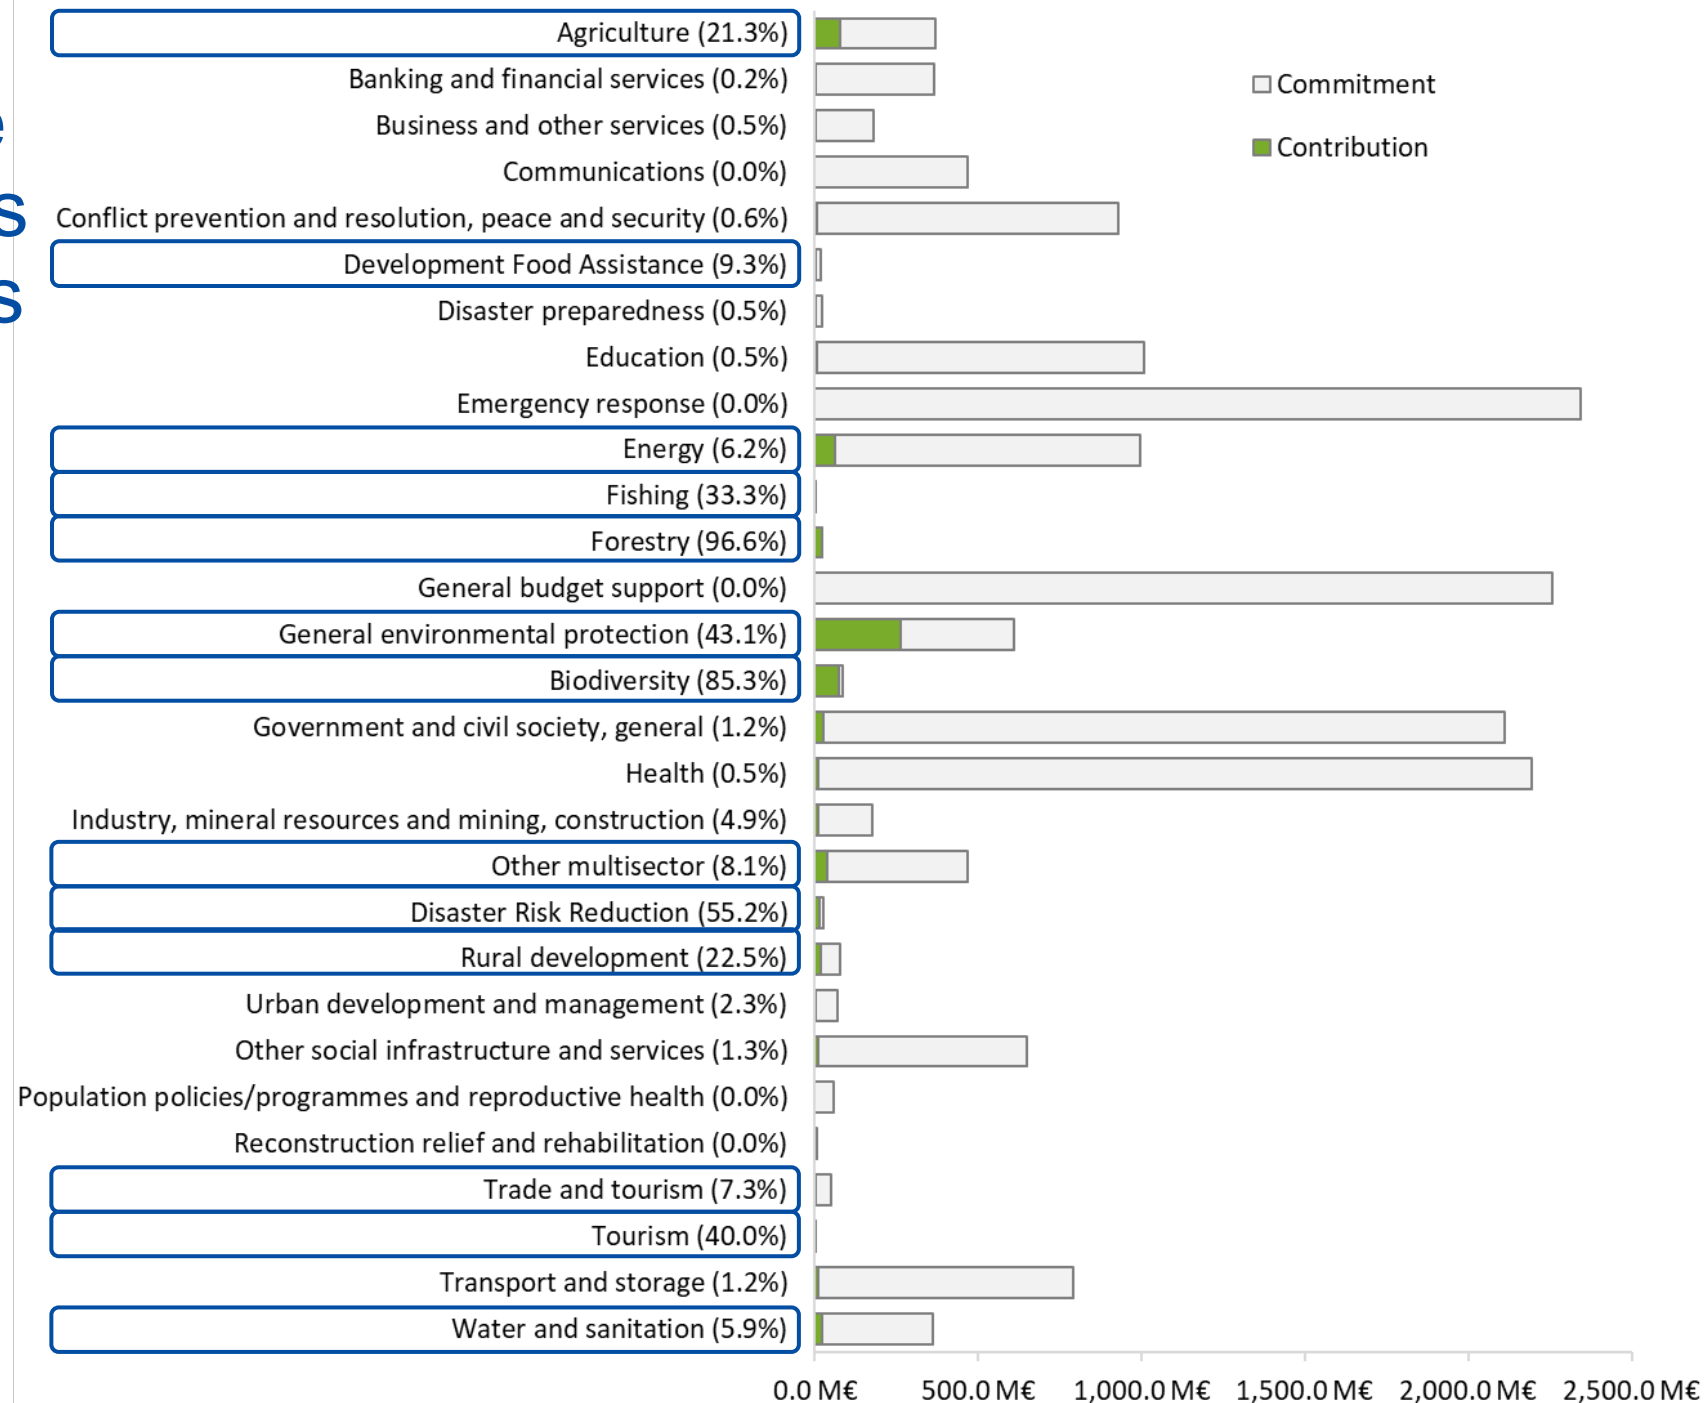 Agriculture (21.3%)
Banking and financial services (0.2%)
Commitment
Business and other services (0.5%)
Contribution
Communications (0.0%)
Conflict prevention and resolution, peace and security (0.6%)
Development Food Assistance (9.3%)
Disaster preparedness (0.5%)
Education (0.5%)
Emergency response (0.0%)
Energy (6.2%)
Fishing (33.3%)
Forestry (96.6%)
General budget support (0.0%)
General environmental protection (43.1%)
Biodiversity (85.3%)
Government and civil society, general (1.2%)
Health (0.5%)
Industry, mineral resources and mining, construction (4.9%)
Other multisector (8.1%)
Disaster Risk Reduction (55.2%)
Rural development (22.5%)
Urban development and management (2.3%)
Other social infrastructure and services (1.3%)
Population policies/programmes and reproductive health (0.0%)
Reconstruction relief and rehabilitation (0.0%)
Trade and tourism (7.3%)
Tourism (40.0%)
Transport and storage (1.2%)
Water and sanitation (5.9%)
0.0 M€ 500.0 M€ 1,000.0 M€ 1,500.0 M€ 2,000.0 M€ 2,500.0 M€